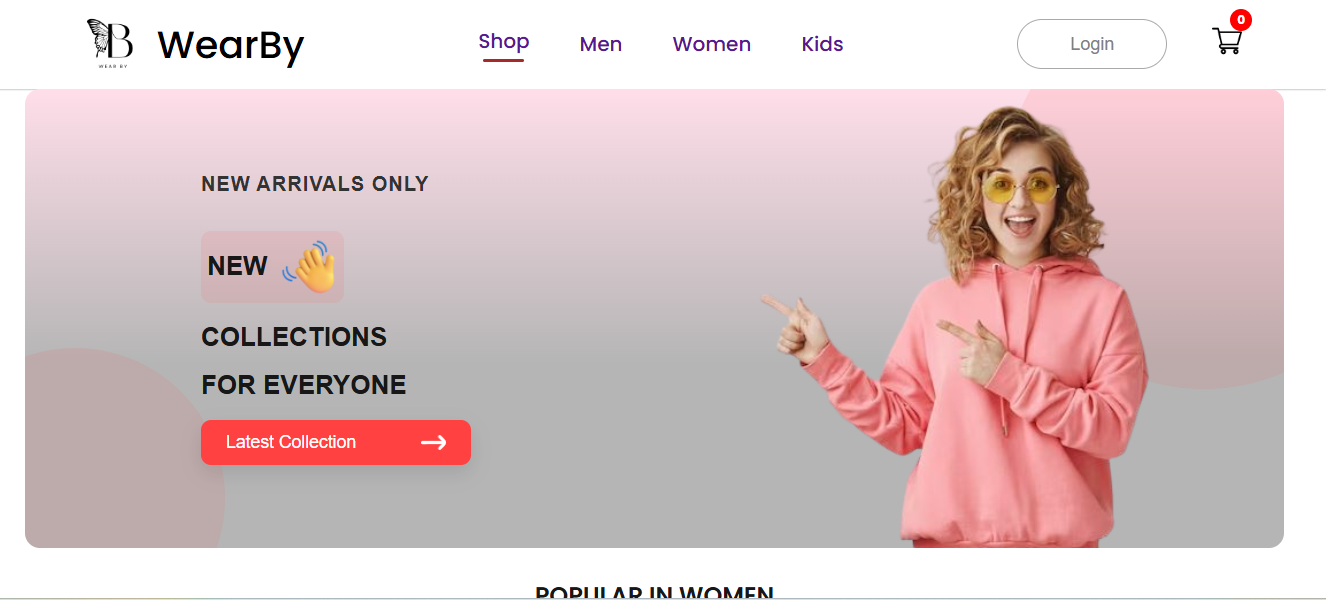 WEAR BY
WearBy
Shop
Men
Women
Kids
Login
0
NEW ARRIVALS ONLY
NEW
COLLECTIONS
FOR EVERYONE
Latest Collection
POPULAR IN WOMEN